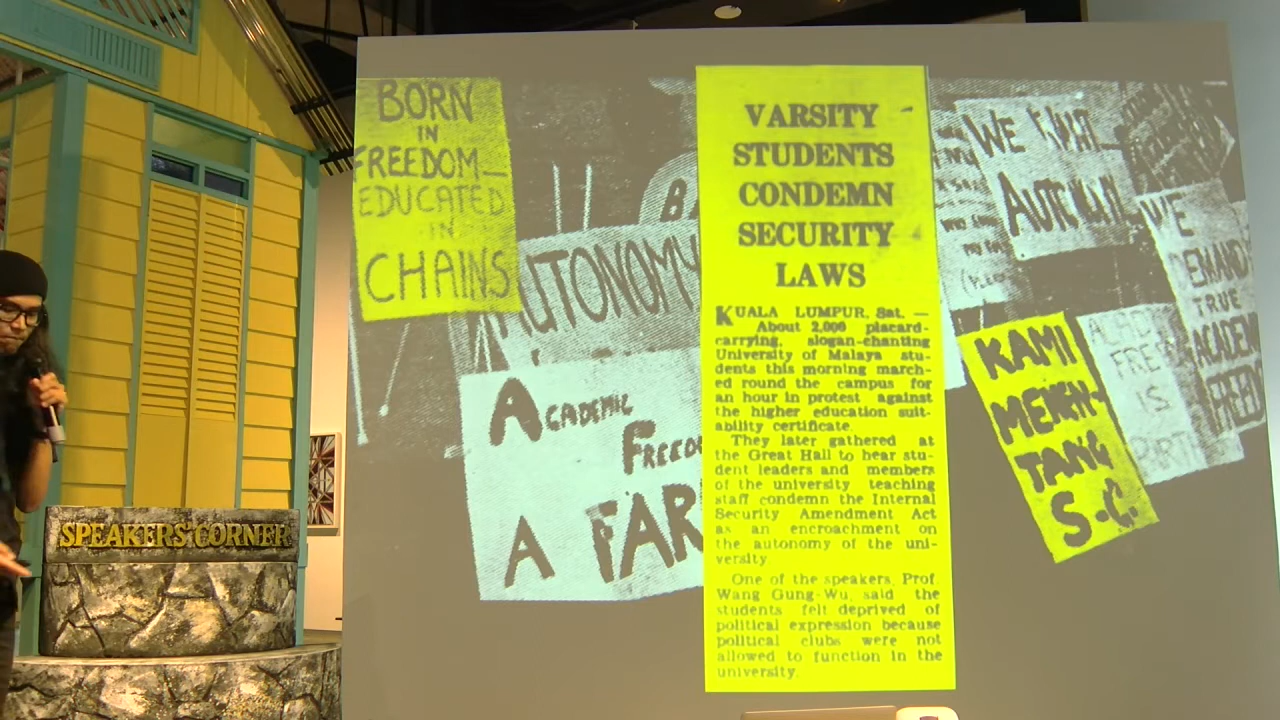 BORN
IN
FREEDOM—
EDUCATED
IN
CHAINS
AUTONOMY
ACADEMIC
FREEDO
A FAR
VARSITY
STUDENTS
CONDEMN
SECURITY
LAWS
KUALA LUMPUR, Sat. —
About 2,000 placard-
carrying, slogan-chanting
University of Malaya stu-
dents this morning march-
ed round the campus for
an hour in protest against
the higher education suit-
ability certificate.
They later gathered at
the Great Hall to hear stu-
dent leaders and members
of the university teaching
staff condemn the Internal
Security Amendment Act
as an encroachment on
the autonomy of the uni-
versity.
One of the speakers, Prof.
Wang Gung-Wu, said the
students felt deprived of
political expression because
political clubs were not
allowed to function in the
university.
WE
WE
DEMAND
TRUE
ACADEM
FREED
FRE
IS
KAMI
MENEN-
TANG
S.C.
SPEAKERS' CORNER